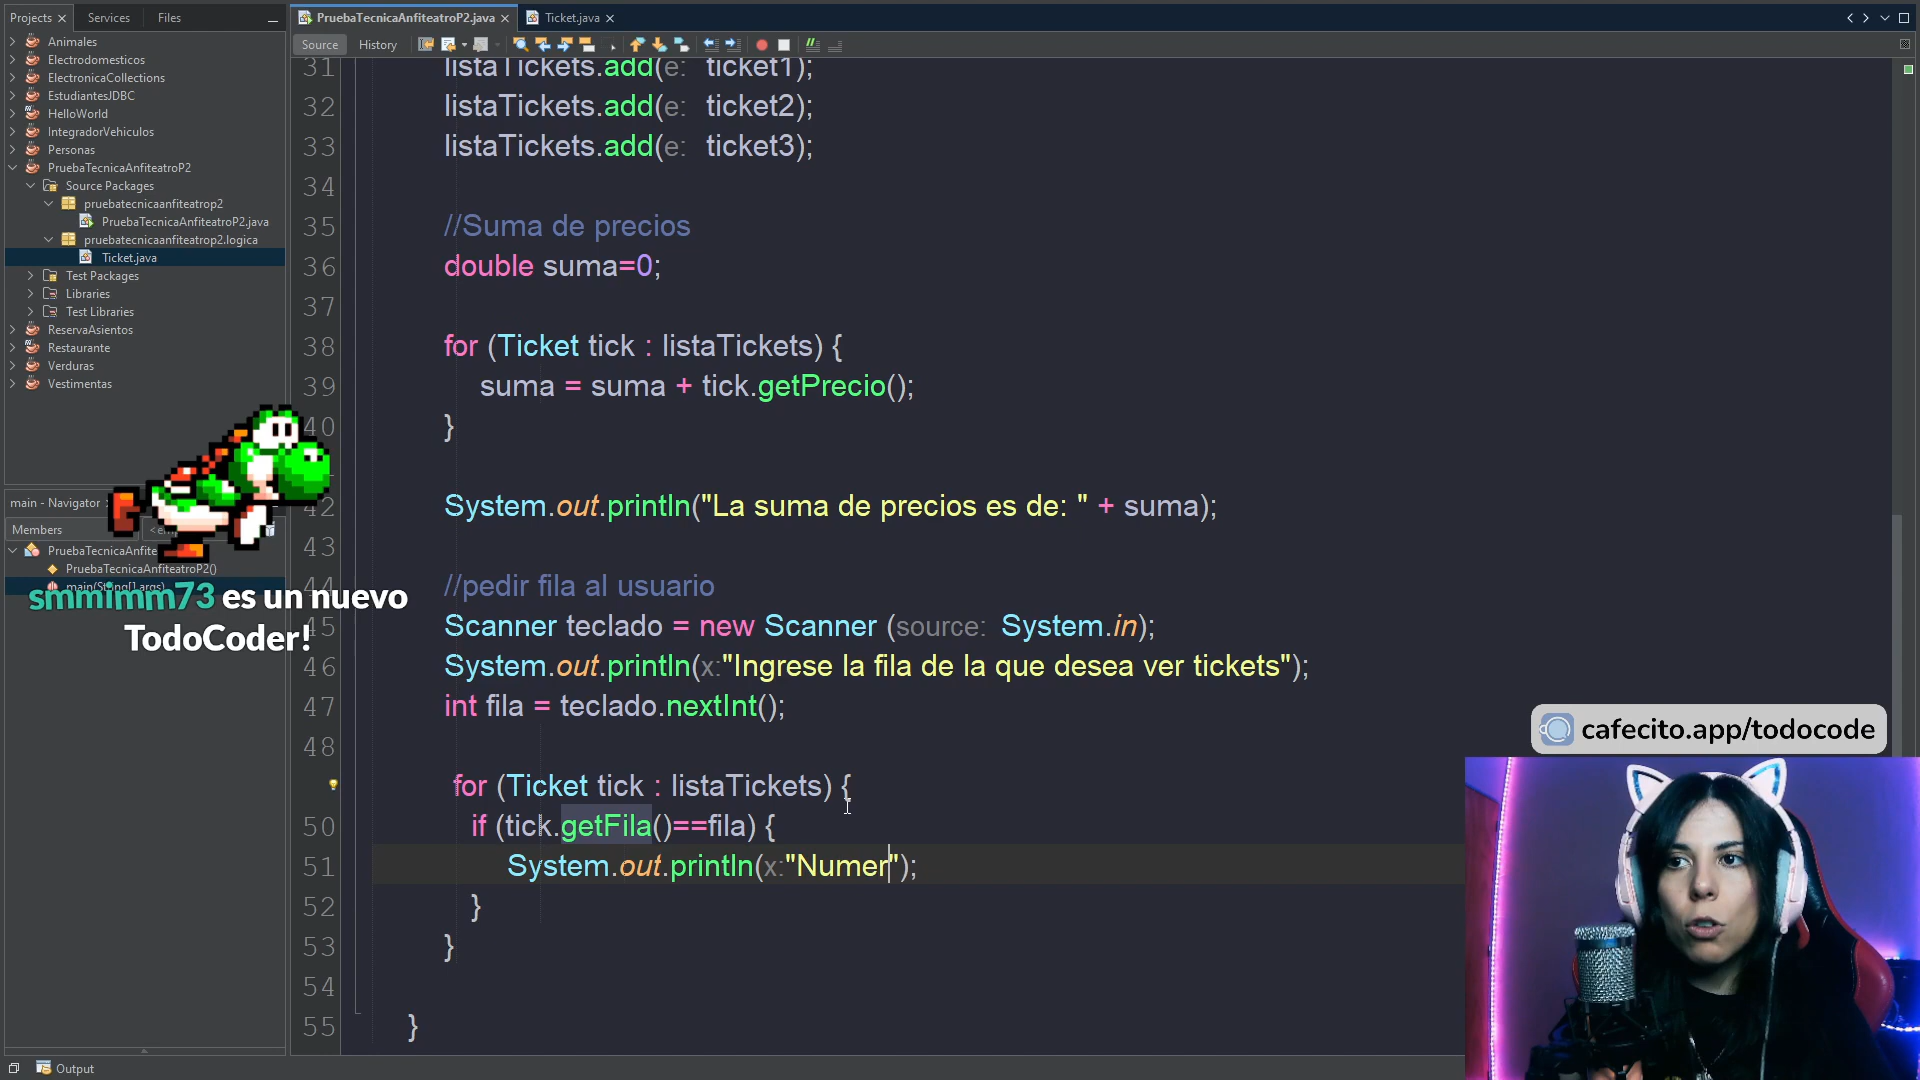 Projects Services Files
PruebaTecnicaAnfiteatroP2.java Ticket.java
Source History
Animales
Electrodomesticos
ElectronicaCollections
EstudiantesJDBC
HelloWorld
IntegradorVehiculos
Personas
PruebaTecnicaAnfiteatroP2
Source Packages
pruebatecnicaanfiteatrop2
PruebaTecnicaAnfiteatroP2.java
pruebatecnicaanfiteatrop2.logica
Ticket.java
Test Packages
Libraries
Test Libraries
ReservaAsientos
Restaurante
Verduras
Vestimentas
main - Navigator
Members
PruebaTecnicaAnfite
PruebaTecnicaAnfiteatroP2()
main(String[] args)
smmimm73 es un nuevo
TodoCoder!
31 listaTickets.add(e: ticket1);
32 listaTickets.add(e: ticket2);
33 listaTickets.add(e: ticket3);
34
35 //Suma de precios
36 double suma=0;
37
38 for (Ticket tick : listaTickets) {
39 suma = suma + tick.getPrecio();
40 }
42 System.out.println("La suma de precios es de: " + suma);
43
44 //pedir fila al usuario
45 Scanner teclado = new Scanner (source: System.in);
46 System.out.println(x:"Ingrese la fila de la que desea ver tickets");
47 int fila = teclado.nextInt();
48
for (Ticket tick : listaTickets) {
50 if (tick.getFila()==fila) {
51 System.out.println(x:"Numer");
52 }
53 }
54
55 }
cafecito.app/todocode
Output